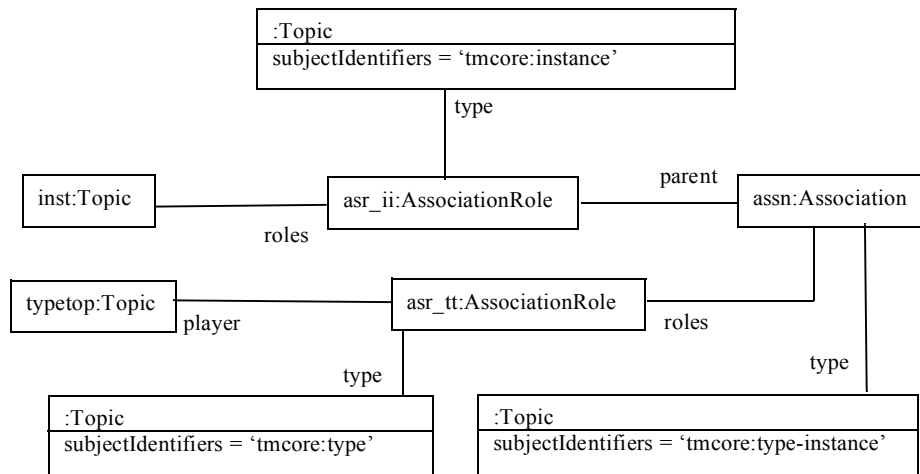 :Topic
subjectIdentifiers = ‘tmcore:instance’
type
inst:Topic
roles
asr_ii:AssociationRole
parent
assn:Association
typetop:Topic
player
asr_tt:AssociationRole
roles
type
type
:Topic
subjectIdentifiers = ‘tmcore:type’
:Topic
subjectIdentifiers = ‘tmcore:type-instance’